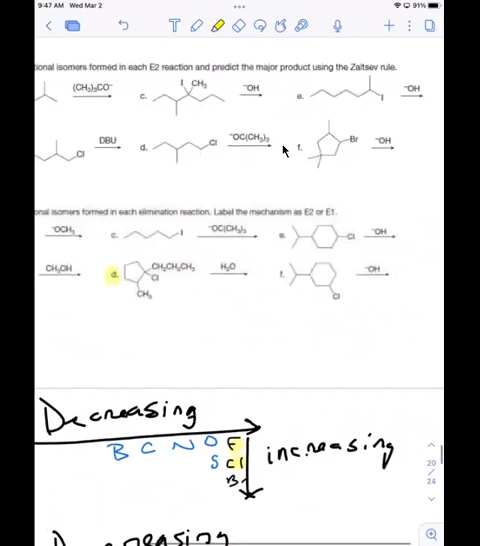 9:47 AM Wed Mar 2
91%
tional isomers formed in each E2 reaction and predict the major product using the Zaitsev rule.
(CH₃)₃CO⁻
c.
I CH₃
⁻OH
e.
I
⁻OH
Cl
DBU
d.
Cl
⁻OC(CH₃)₃
f.
Br
⁻OH
onal isomers formed in each elimination reaction. Label the mechanism as E2 or E1.
⁻OCH₃
c.
I
⁻OC(CH₃)₃
e.
Cl
⁻OH
CH₃OH
d.
CH₂CH₂CH₃
Cl
CH₃
H₂O
f.
Cl
⁻OH
Decreasing
B C N O F
S Cl
Br
increasing
Decreasing
20
24